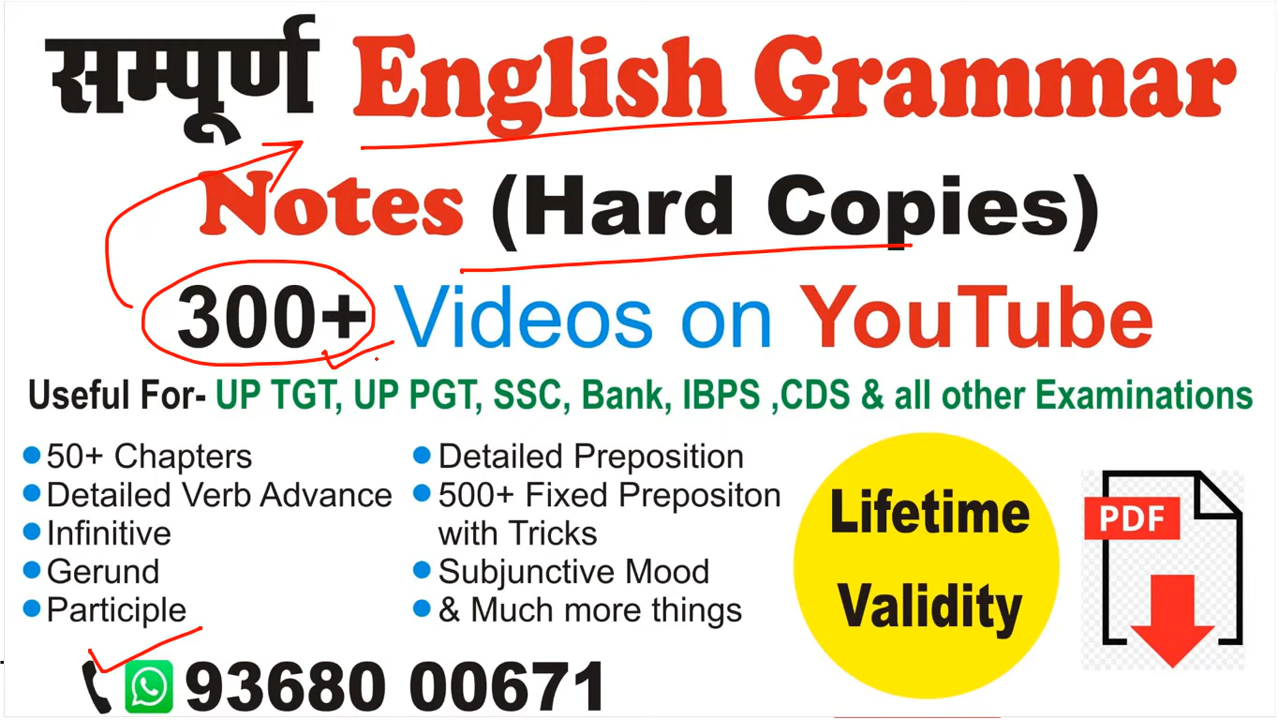 सम्पूर्ण English Grammar
Notes (Hard Copies)
300+ Videos on YouTube
Useful For- UP TGT, UP PGT, SSC, Bank, IBPS ,CDS & all other Examinations
50+ Chapters
Detailed Verb Advance
Infinitive
Gerund
Participle
Detailed Preposition
500+ Fixed Prepositon
with Tricks
Subjunctive Mood
& Much more things
Lifetime
Validity
PDF
93680 00671